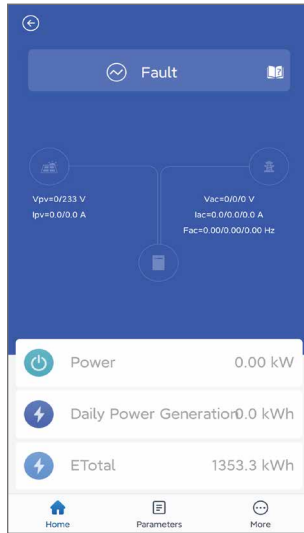 Fault
Vpv=0/233 V
Ipv=0.0/0.0 A
Vac=0/0/0 V
Iac=0.0/0.0/0.0 A
Fac=0.00/0.00/0.00 Hz
Power 0.00 kW
Daily Power Generation 0.0 kWh
ETotal 1353.3 kWh
Home Parameters More